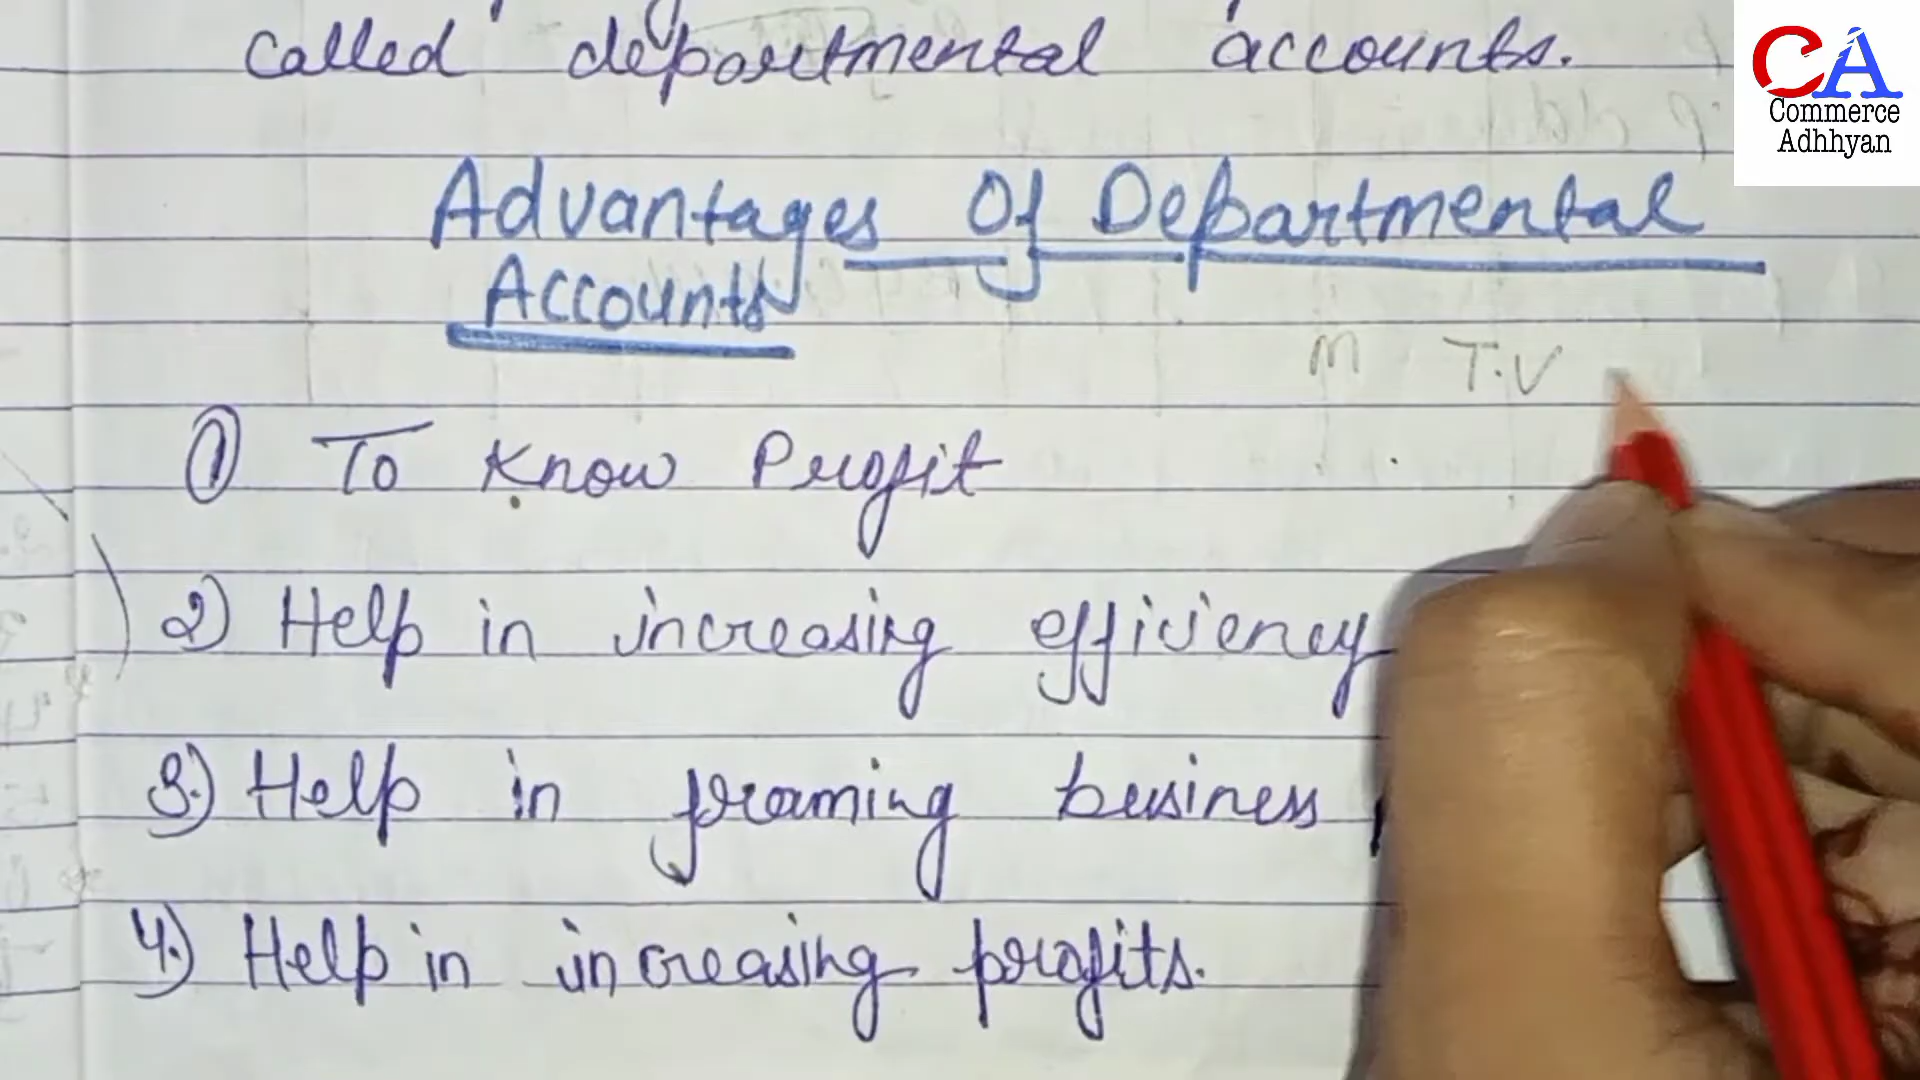 called departmental accounts.
CA
Commerce
Adhhyan
Advantages Of Departmental
Accounts
M T.V
① To Know Profit
2) Help in increasing efficiency
3.) Help in framing business
4.) Help in increasing profits.